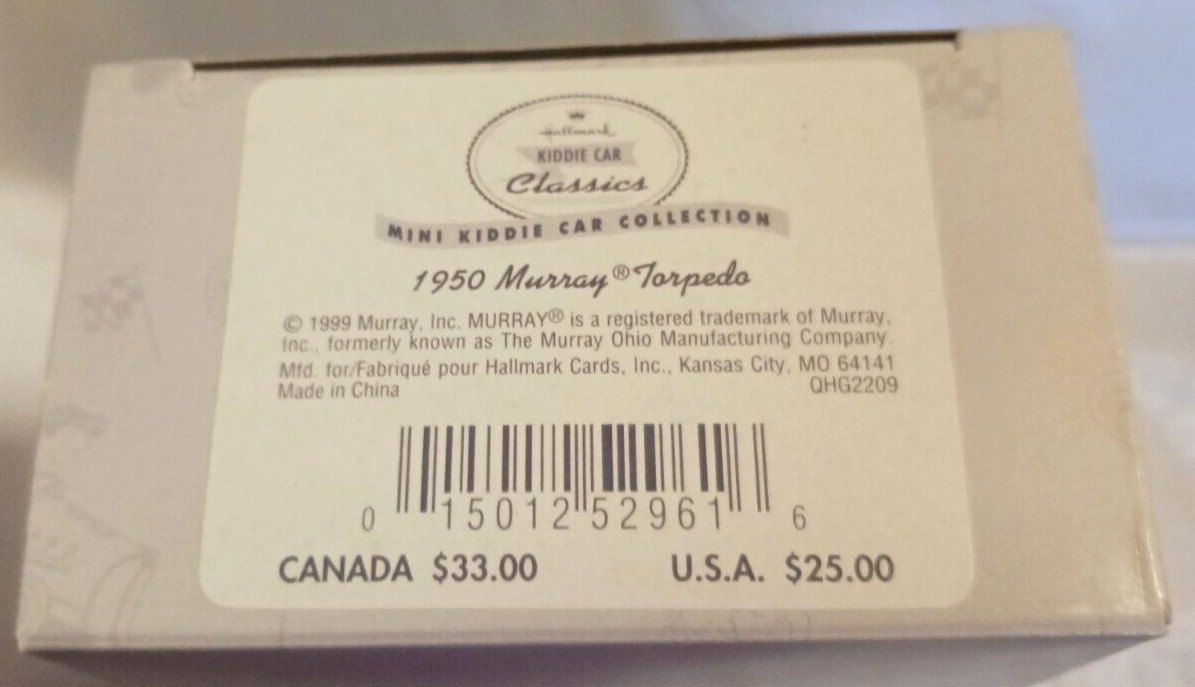 Hallmark
KIDDIE CAR
Classics
MINI KIDDIE CAR COLLECTION
1950 Murray® Torpedo
© 1999 Murray, Inc. MURRAY® is a registered trademark of Murray,
Inc., formerly known as The Murray Ohio Manufacturing Company.
Mfd. for/Fabriqué pour Hallmark Cards, Inc., Kansas City, MO 64141
Made in China QHG2209
0 15012 52961 6
CANADA $33.00 U.S.A. $25.00